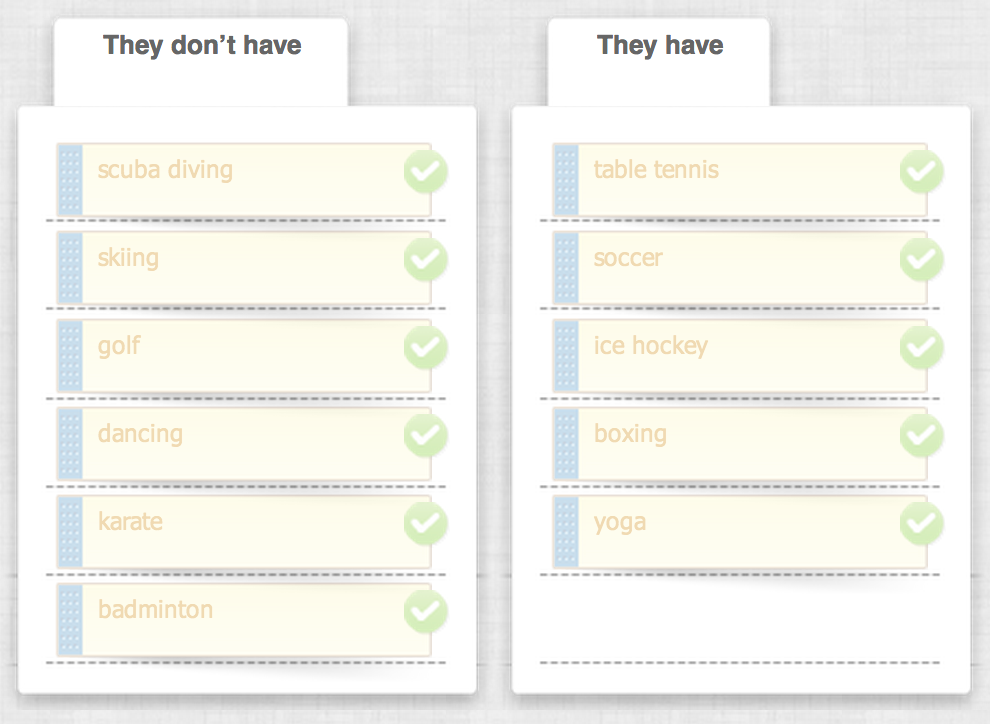 They don’t have
scuba diving
skiing
golf
dancing
karate
badminton
They have
table tennis
soccer
ice hockey
boxing
yoga